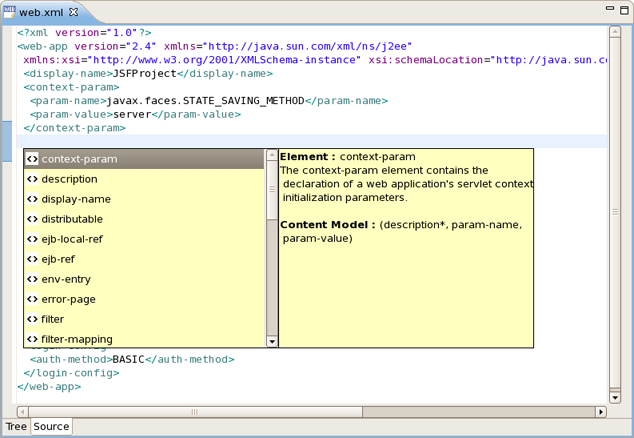 web.xml
<?xml version="1.0"?>
<web-app version="2.4" xmlns="http://java.sun.com/xml/ns/j2ee"
xmlns:xsi="http://www.w3.org/2001/XMLSchema-instance" xsi:schemaLocation="http://java.sun.c
<display-name>JSFProject</display-name>
<context-param>
<param-name>javax.faces.STATE_SAVING_METHOD</param-name>
<param-value>server</param-value>
</context-param>
context-param
description
display-name
distributable
ejb-local-ref
ejb-ref
env-entry
error-page
filter
filter-mapping
Element : context-param
The context-param element contains the
declaration of a web application's servlet context
initialization parameters.
Content Model : (description*, param-name,
param-value)
<auth-method>BASIC</auth-method>
</login-config>
</web-app>
Tree Source